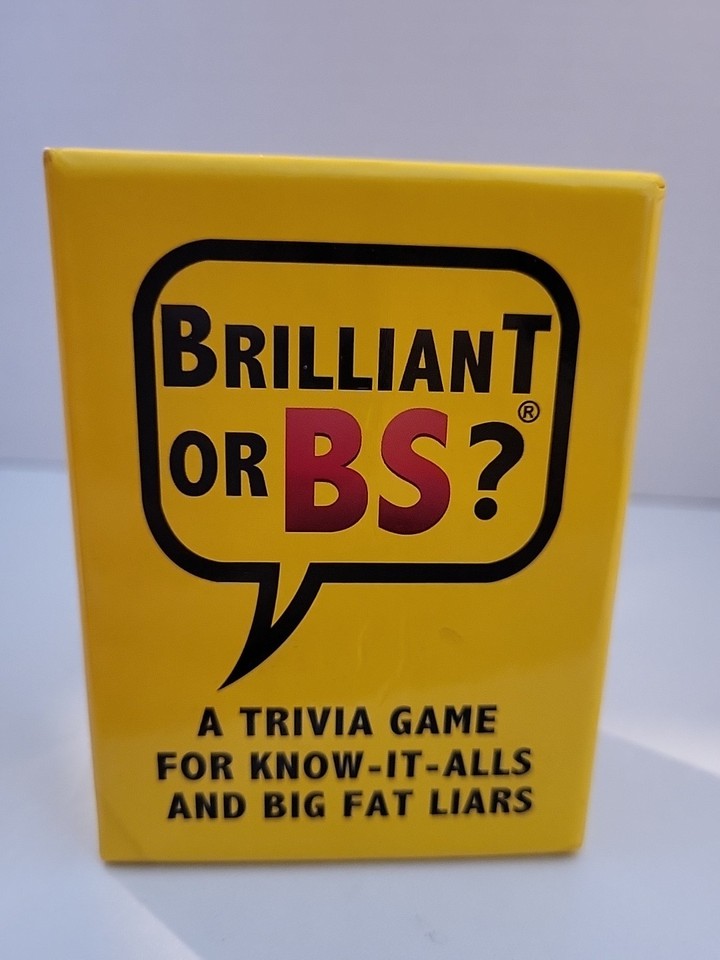 BRILLIANT
OR BS?®
A TRIVIA GAME
FOR KNOW-IT-ALLS
AND BIG FAT LIARS